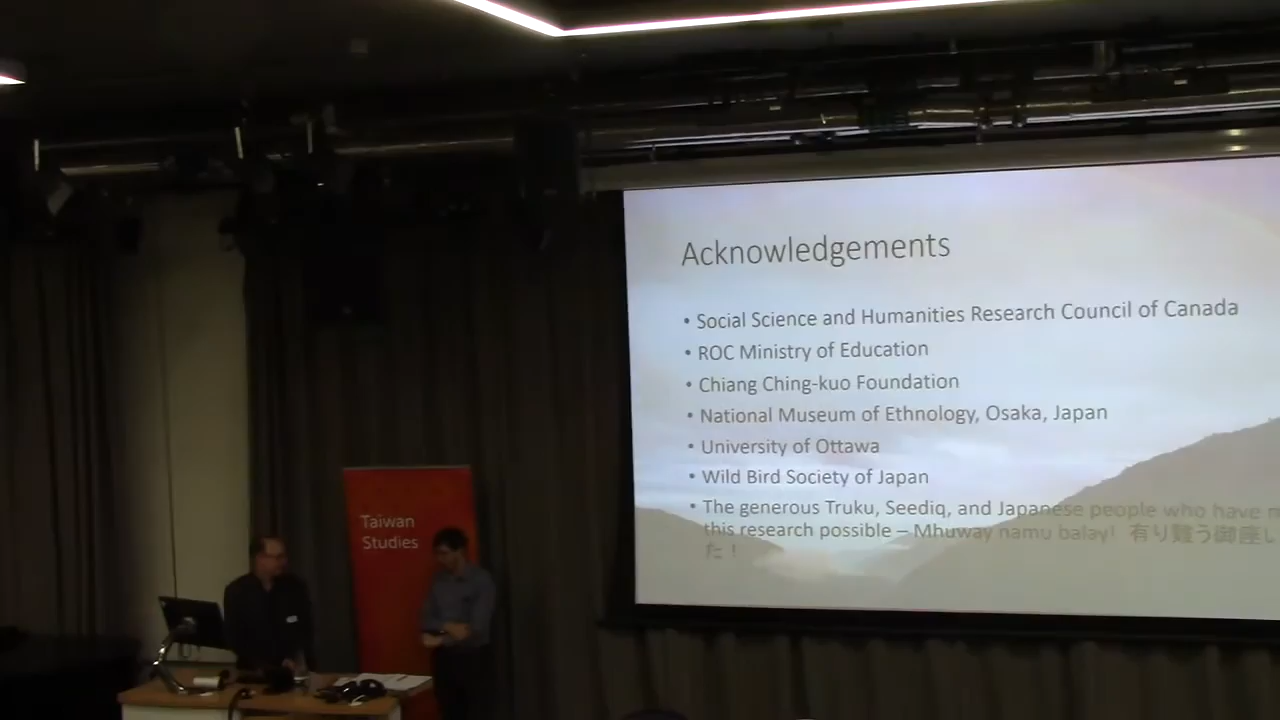 Acknowledgements
• Social Science and Humanities Research Council of Canada
• ROC Ministry of Education
• Chiang Ching-kuo Foundation
• National Museum of Ethnology, Osaka, Japan
• University of Ottawa
• Wild Bird Society of Japan
• The generous Truku, Seediq, and Japanese people who have
this research possible – Mhuway namu balay! 有り難う御座い
た！
Taiwan
Studies